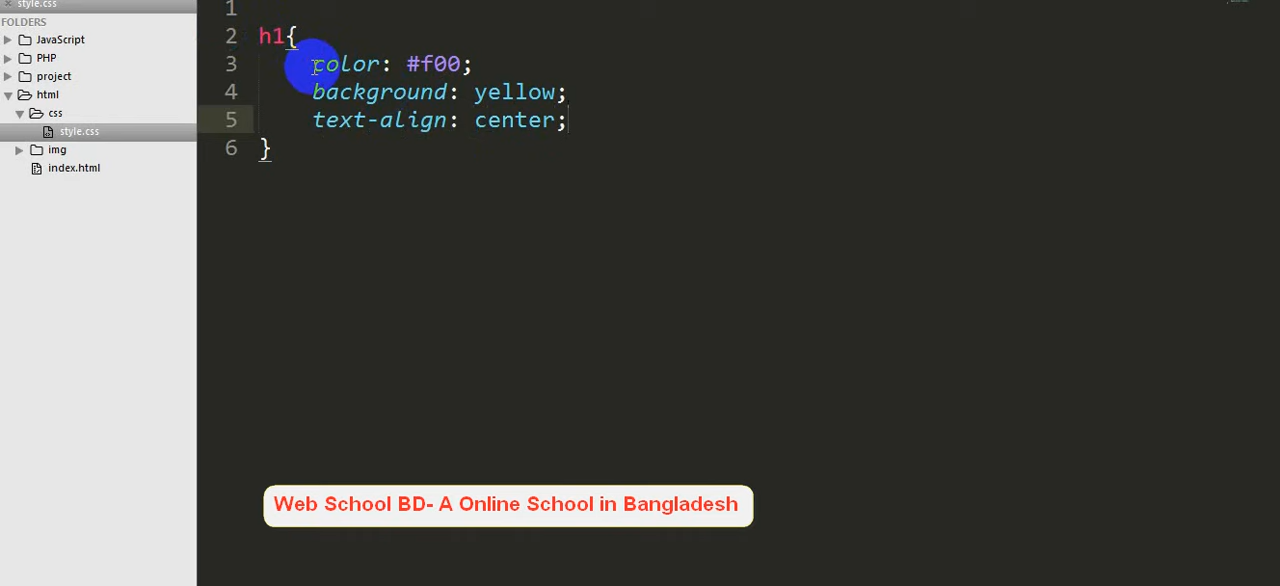 style.css
FOLDERS
JavaScript
PHP
project
html
css
style.css
img
index.html
1
2 h1{
3 color: #f00;
4 background: yellow;
5 text-align: center;
6 }
Web School BD- A Online School in Bangladesh